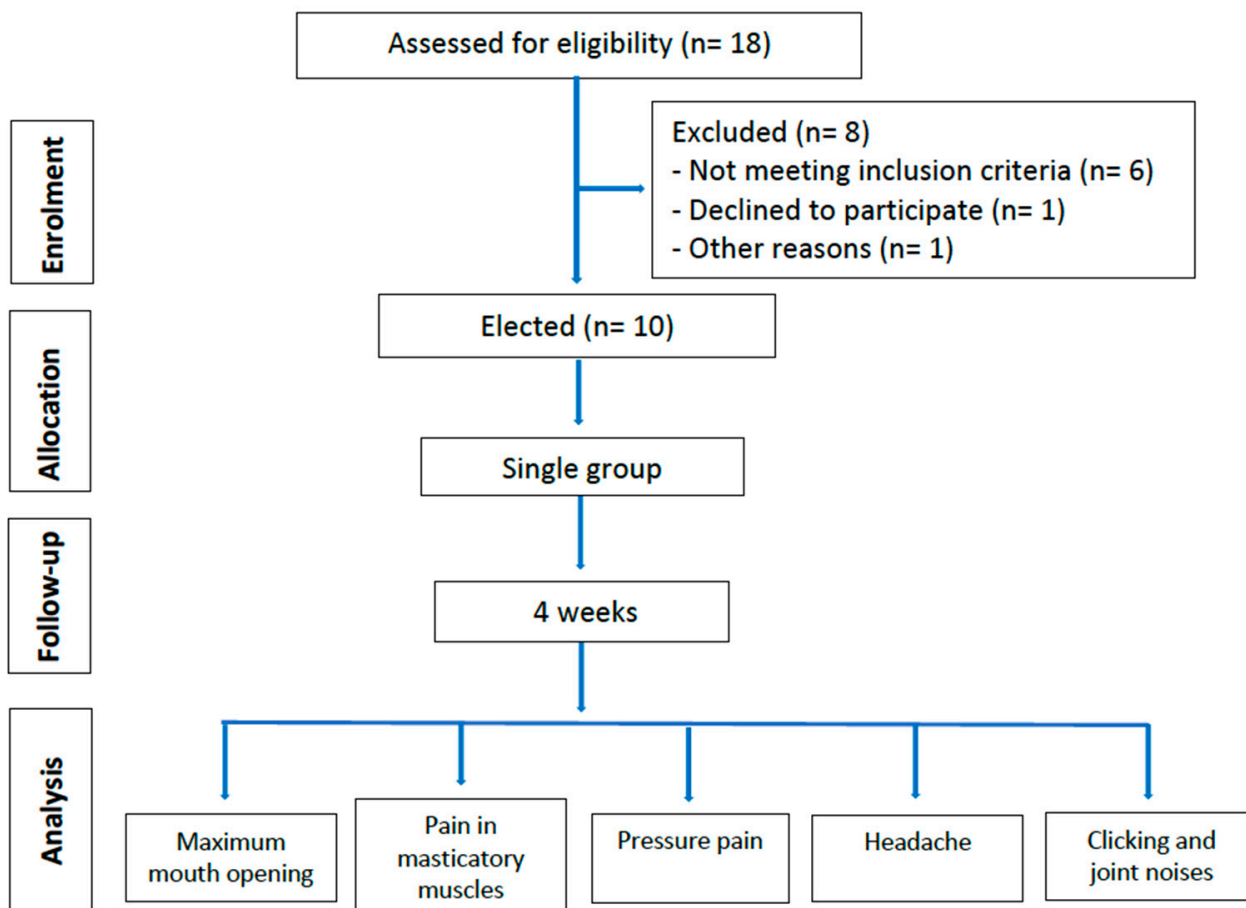 Assessed for eligibility (n= 18)
Enrolment
Excluded (n= 8)
- Not meeting inclusion criteria (n= 6)
- Declined to participate (n= 1)
- Other reasons (n= 1)
Elected (n= 10)
Allocation
Single group
Follow-up
4 weeks
Analysis
Maximum
mouth opening
Pain in
masticatory
muscles
Pressure pain
Headache
Clicking and
joint noises